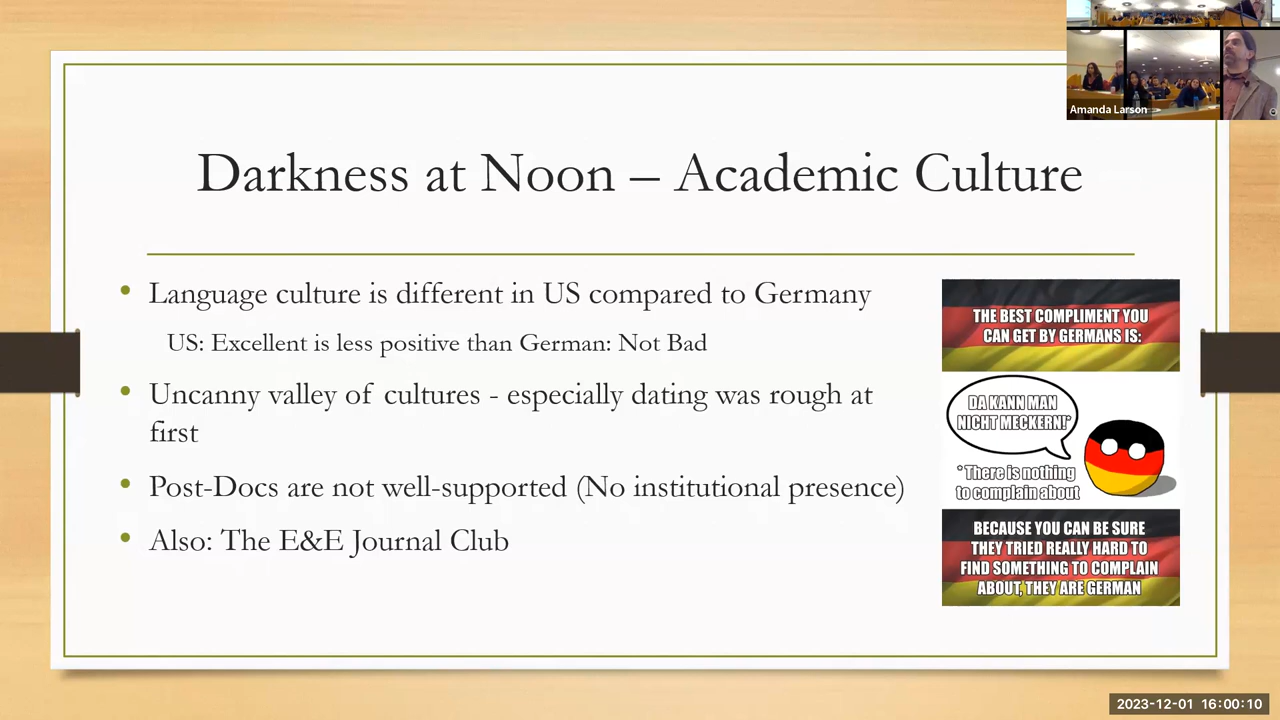 Amanda Larson
Darkness at Noon – Academic Culture
Language culture is different in US compared to Germany
US: Excellent is less positive than German: Not Bad
Uncanny valley of cultures - especially dating was rough at
first
Post-Docs are not well-supported (No institutional presence)
Also: The E&E Journal Club
THE BEST COMPLIMENT YOU
CAN GET BY GERMANS IS:
DA KANN MAN
NICHT MECKERN!*
* There is nothing
to complain about
BECAUSE YOU CAN BE SURE
THEY TRIED REALLY HARD TO
FIND SOMETHING TO COMPLAIN
ABOUT, THEY ARE GERMAN
2023-12-01 16:00:10